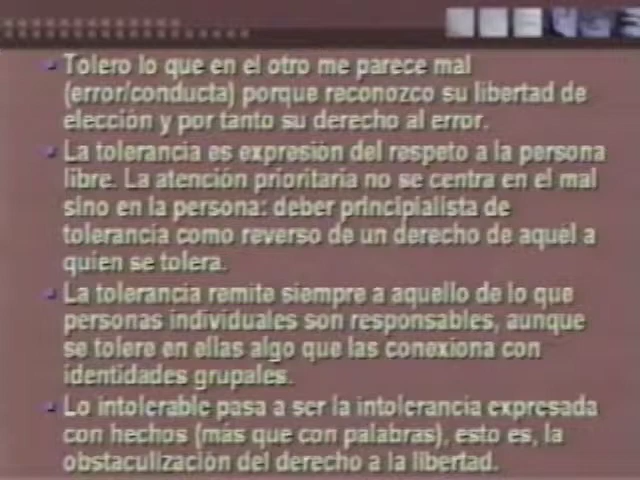 Tolero lo que en el otro me parece mal
(error/conducta) porque reconozco su libertad de
elección y por tanto su derecho al error.
La tolerancia es expresión del respeto a la persona
libre. La atención prioritaria no se centra en el mal
sino en la persona: deber principialista de
tolerancia como reverso de un derecho de aquel a
quien se tolera.
La tolerancia remite siempre a aquello de lo que
personas individuales son responsables, aunque
se tolere en ellas algo que las conexiona con
identidades grupales.
Lo intolerable pasa a ser la intolerancia expresada
con hechos (más que con palabras), esto es, la
obstaculización del derecho a la libertad.